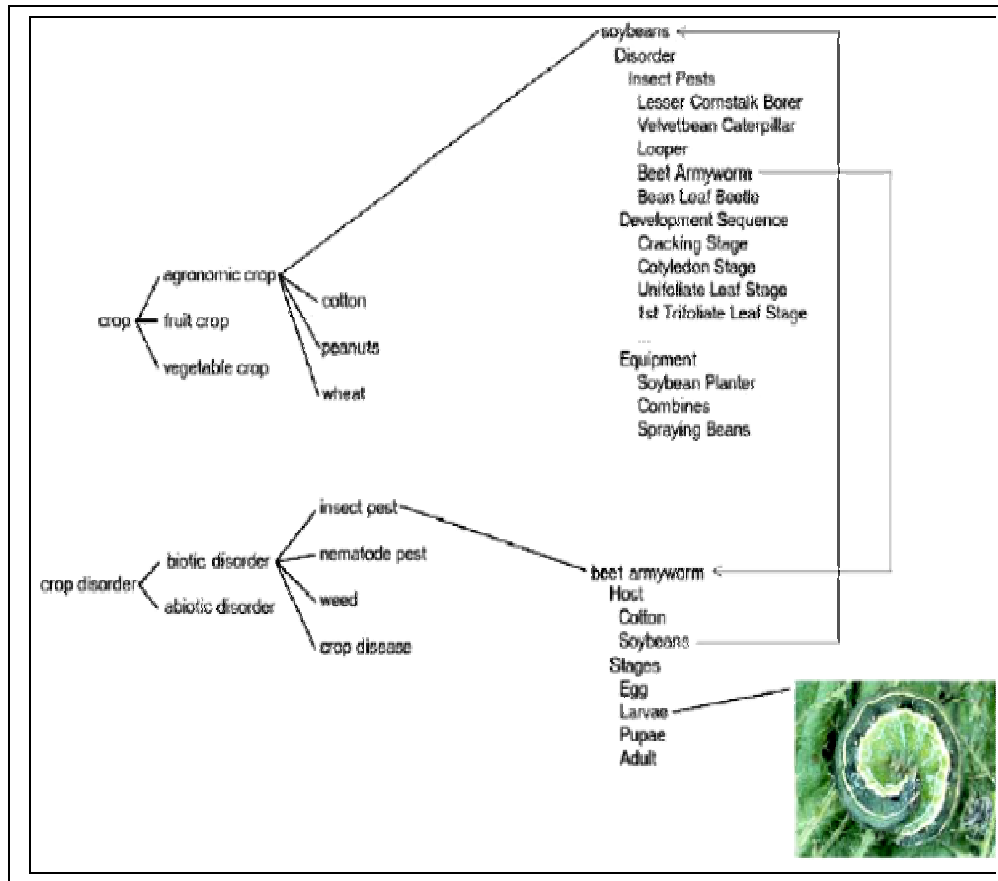 crop
agronomic crop
fruit crop
vegetable crop
cotton
peanuts
wheat
soybeans
Disorder
Insect Pests
Lesser Cornstalk Borer
Velvetbean Caterpillar
Looper
Beet Armyworm
Bean Leaf Beetle
Development Sequence
Cracking Stage
Cotyledon Stage
Unifoliate Leaf Stage
1st Trifoliate Leaf Stage
...
Equipment
Soybean Planter
Combines
Spraying Beans
crop disorder
biotic disorder
abiotic disorder
insect pest
nematode pest
weed
crop disease
beet armyworm
Host
Cotton
Soybeans
Stages
Egg
Larvae
Pupae
Adult